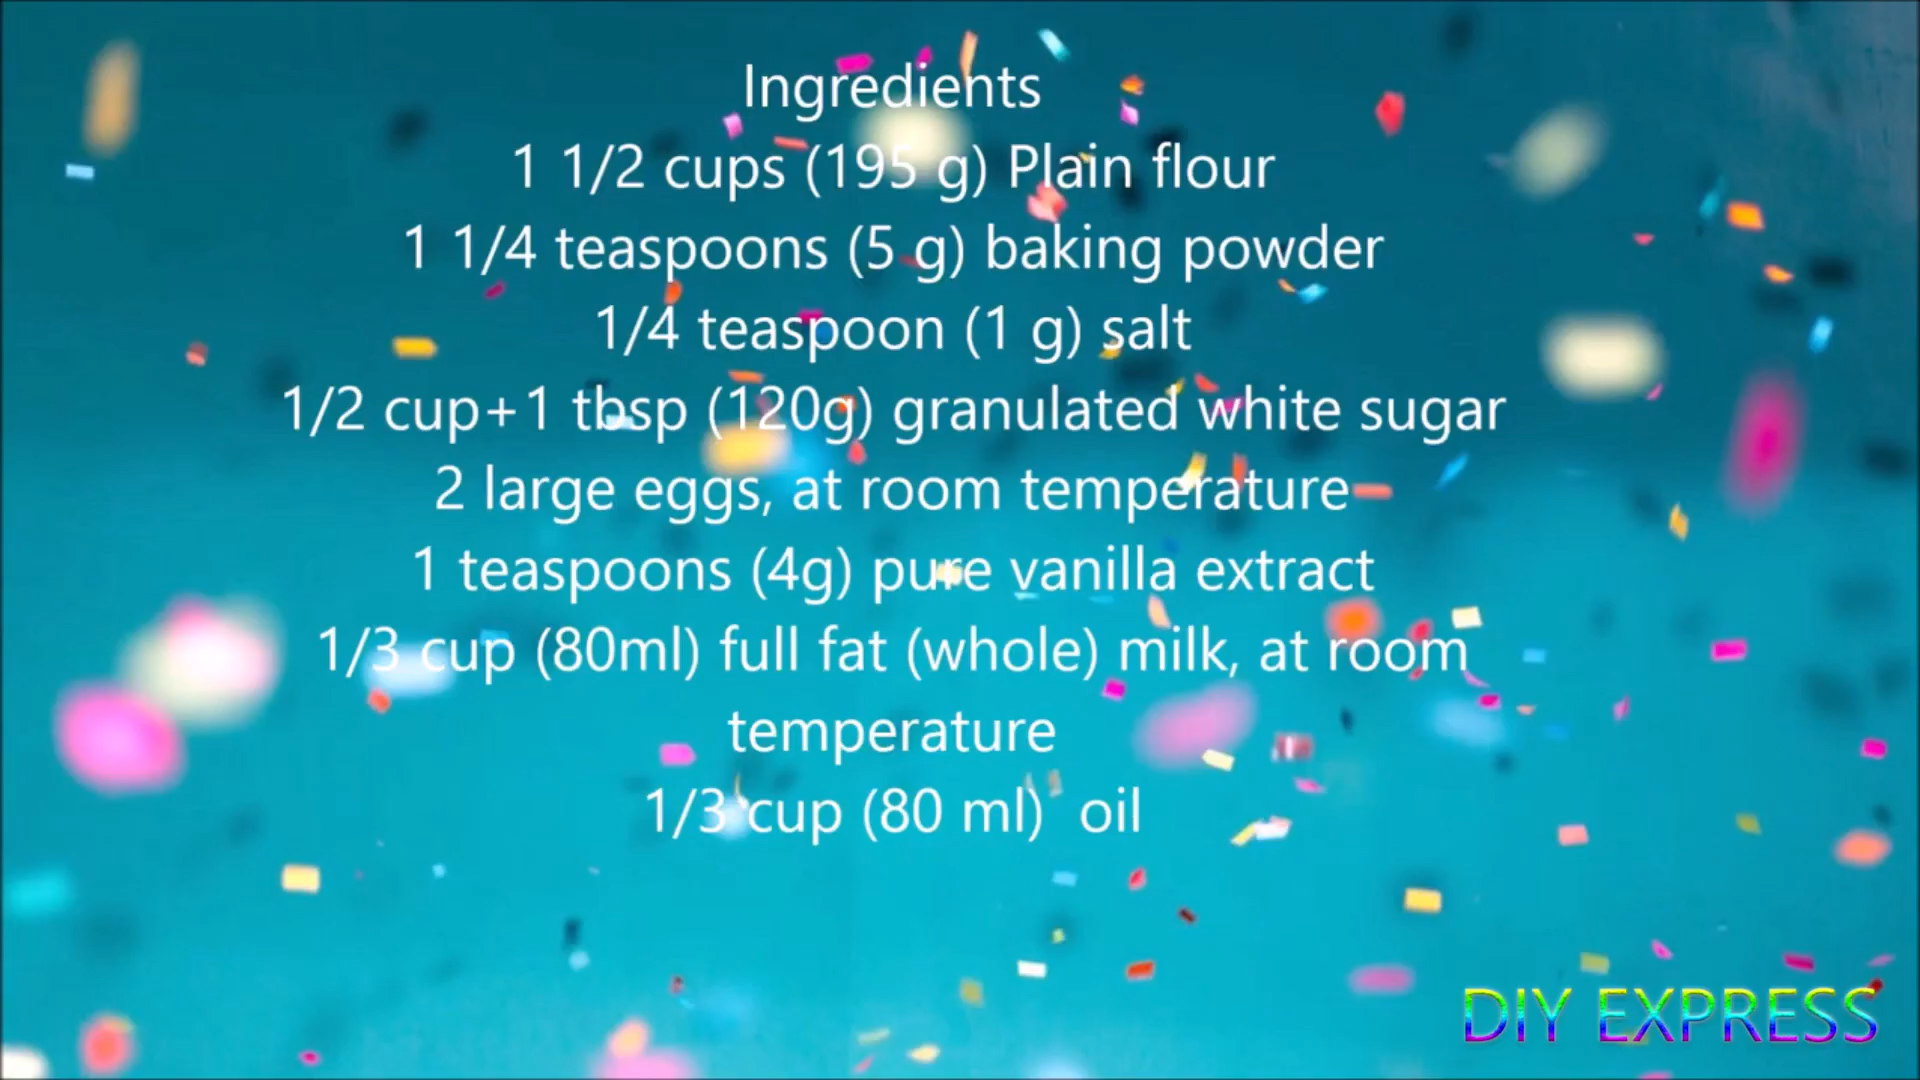 Ingredients
1 1/2 cups (195 g) Plain flour
1 1/4 teaspoons (5 g) baking powder
1/4 teaspoon (1 g) salt
1/2 cup+1 tbsp (120g) granulated white sugar
2 large eggs, at room temperature
1 teaspoons (4g) pure vanilla extract
1/3 cup (80ml) full fat (whole) milk, at room
temperature
1/3 cup (80 ml)  oil
DIY EXPRESS